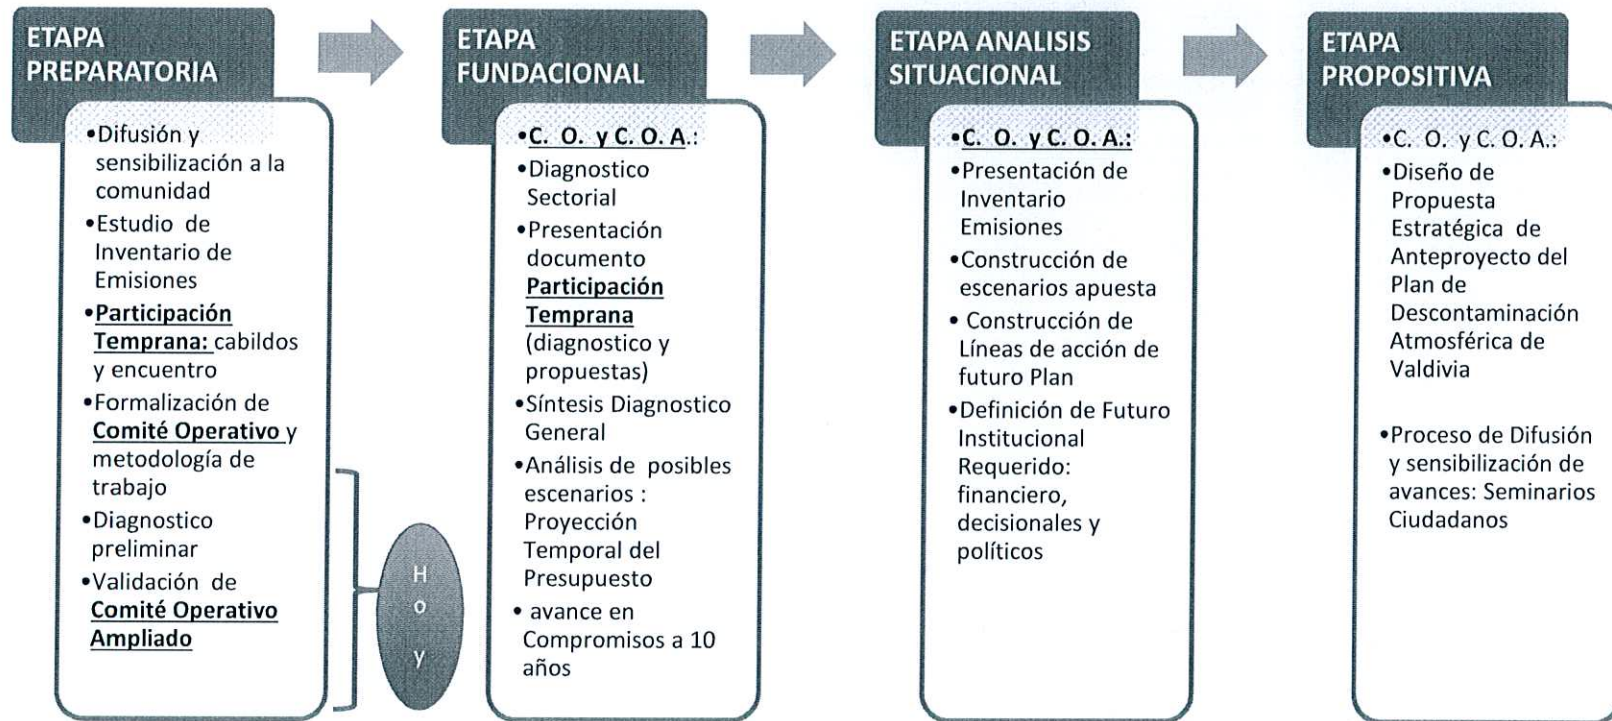 ETAPA
PREPARATORIA
•Difusión y
sensibilización a la
comunidad
•Estudio de
Inventario de
Emisiones
•Participación
Temprana: cabildos
y encuentro
•Formalización de
Comité Operativo y
metodología de
trabajo
•Diagnostico
preliminar
•Validación de
Comité Operativo
Ampliado
H
o
y
ETAPA
FUNDACIONAL
•C. O. y C. O. A.:
•Diagnostico
Sectorial
•Presentación
documento
Participación
Temprana
(diagnostico y
propuestas)
•Síntesis Diagnostico
General
•Análisis de posibles
escenarios :
Proyección
Temporal del
Presupuesto
• avance en
Compromisos a 10
años
ETAPA ANALISIS
SITUACIONAL
•C. O. y C. O. A.:
•Presentación de
Inventario
Emisiones
•Construcción de
escenarios apuesta
• Construcción de
Líneas de acción de
futuro Plan
•Definición de Futuro
Institucional
Requerido:
financiero,
decisionales y
políticos
ETAPA
PROPOSITIVA
•C. O. y C. O. A.:
•Diseño de
Propuesta
Estratégica de
Anteproyecto del
Plan de
Descontaminación
Atmosférica de
Valdivia
•Proceso de Difusión
y sensibilización de
avances: Seminarios
Ciudadanos